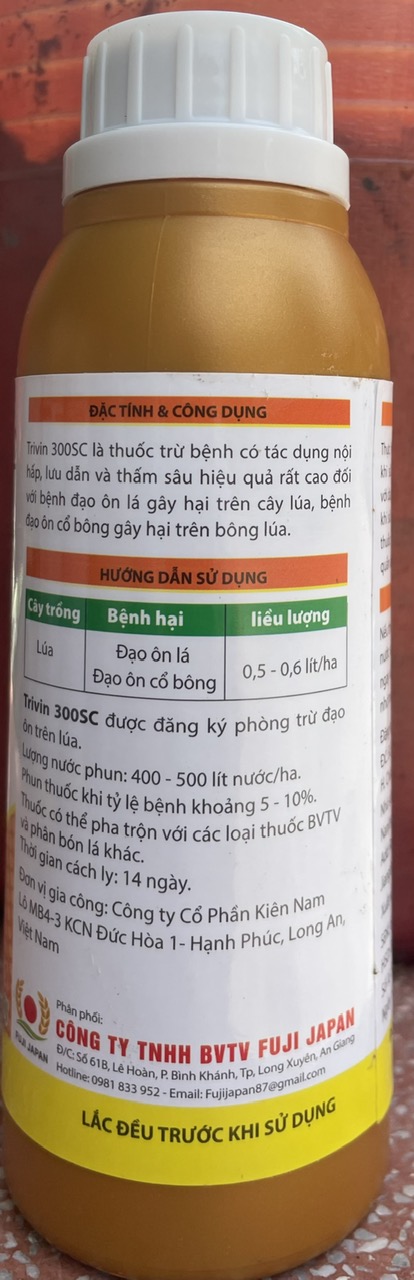 ĐẶC TÍNH & CÔNG DỤNG
Trivin 300SC là thuốc trừ bệnh có tác dụng nội
hấp, lưu dẫn và thấm sâu hiệu quả rất cao đối
với bệnh đạo ôn lá gây hại trên cây lúa, bệnh
đạo ôn cổ bông gây hại trên bông lúa.
HƯỚNG DẪN SỬ DỤNG
Cây trồng Bệnh hại liều lượng
Lúa Đạo ôn lá 0,5 - 0,6 lít/ha
Đạo ôn cổ bông
Trivin 300SC được đăng ký phòng trừ đạo
ôn trên lúa.
Lượng nước phun: 400 - 500 lít nước/ha.
Phun thuốc khi tỷ lệ bệnh khoảng 5 - 10%.
Thuốc có thể pha trộn với các loại thuốc BVTV
và phân bón lá khác.
Thời gian cách ly: 14 ngày.
Đơn vị gia công: Công ty Cổ Phần Kiên Nam
Lô MB4-3 KCN Đức Hòa 1- Hạnh Phúc, Long An,
Việt Nam
Phân phối:
CÔNG TY TNHH BVTV FUJI JAPAN
FUJI JAPAN
Đ/C: Số 61B, Lê Hoàn, P. Bình Khánh, Tp, Long Xuyên, An Giang
Hotline: 0981 833 952 - Email: Fujijapan87@gmail.com
LẮC ĐỀU TRƯỚC KHI SỬ DỤNG